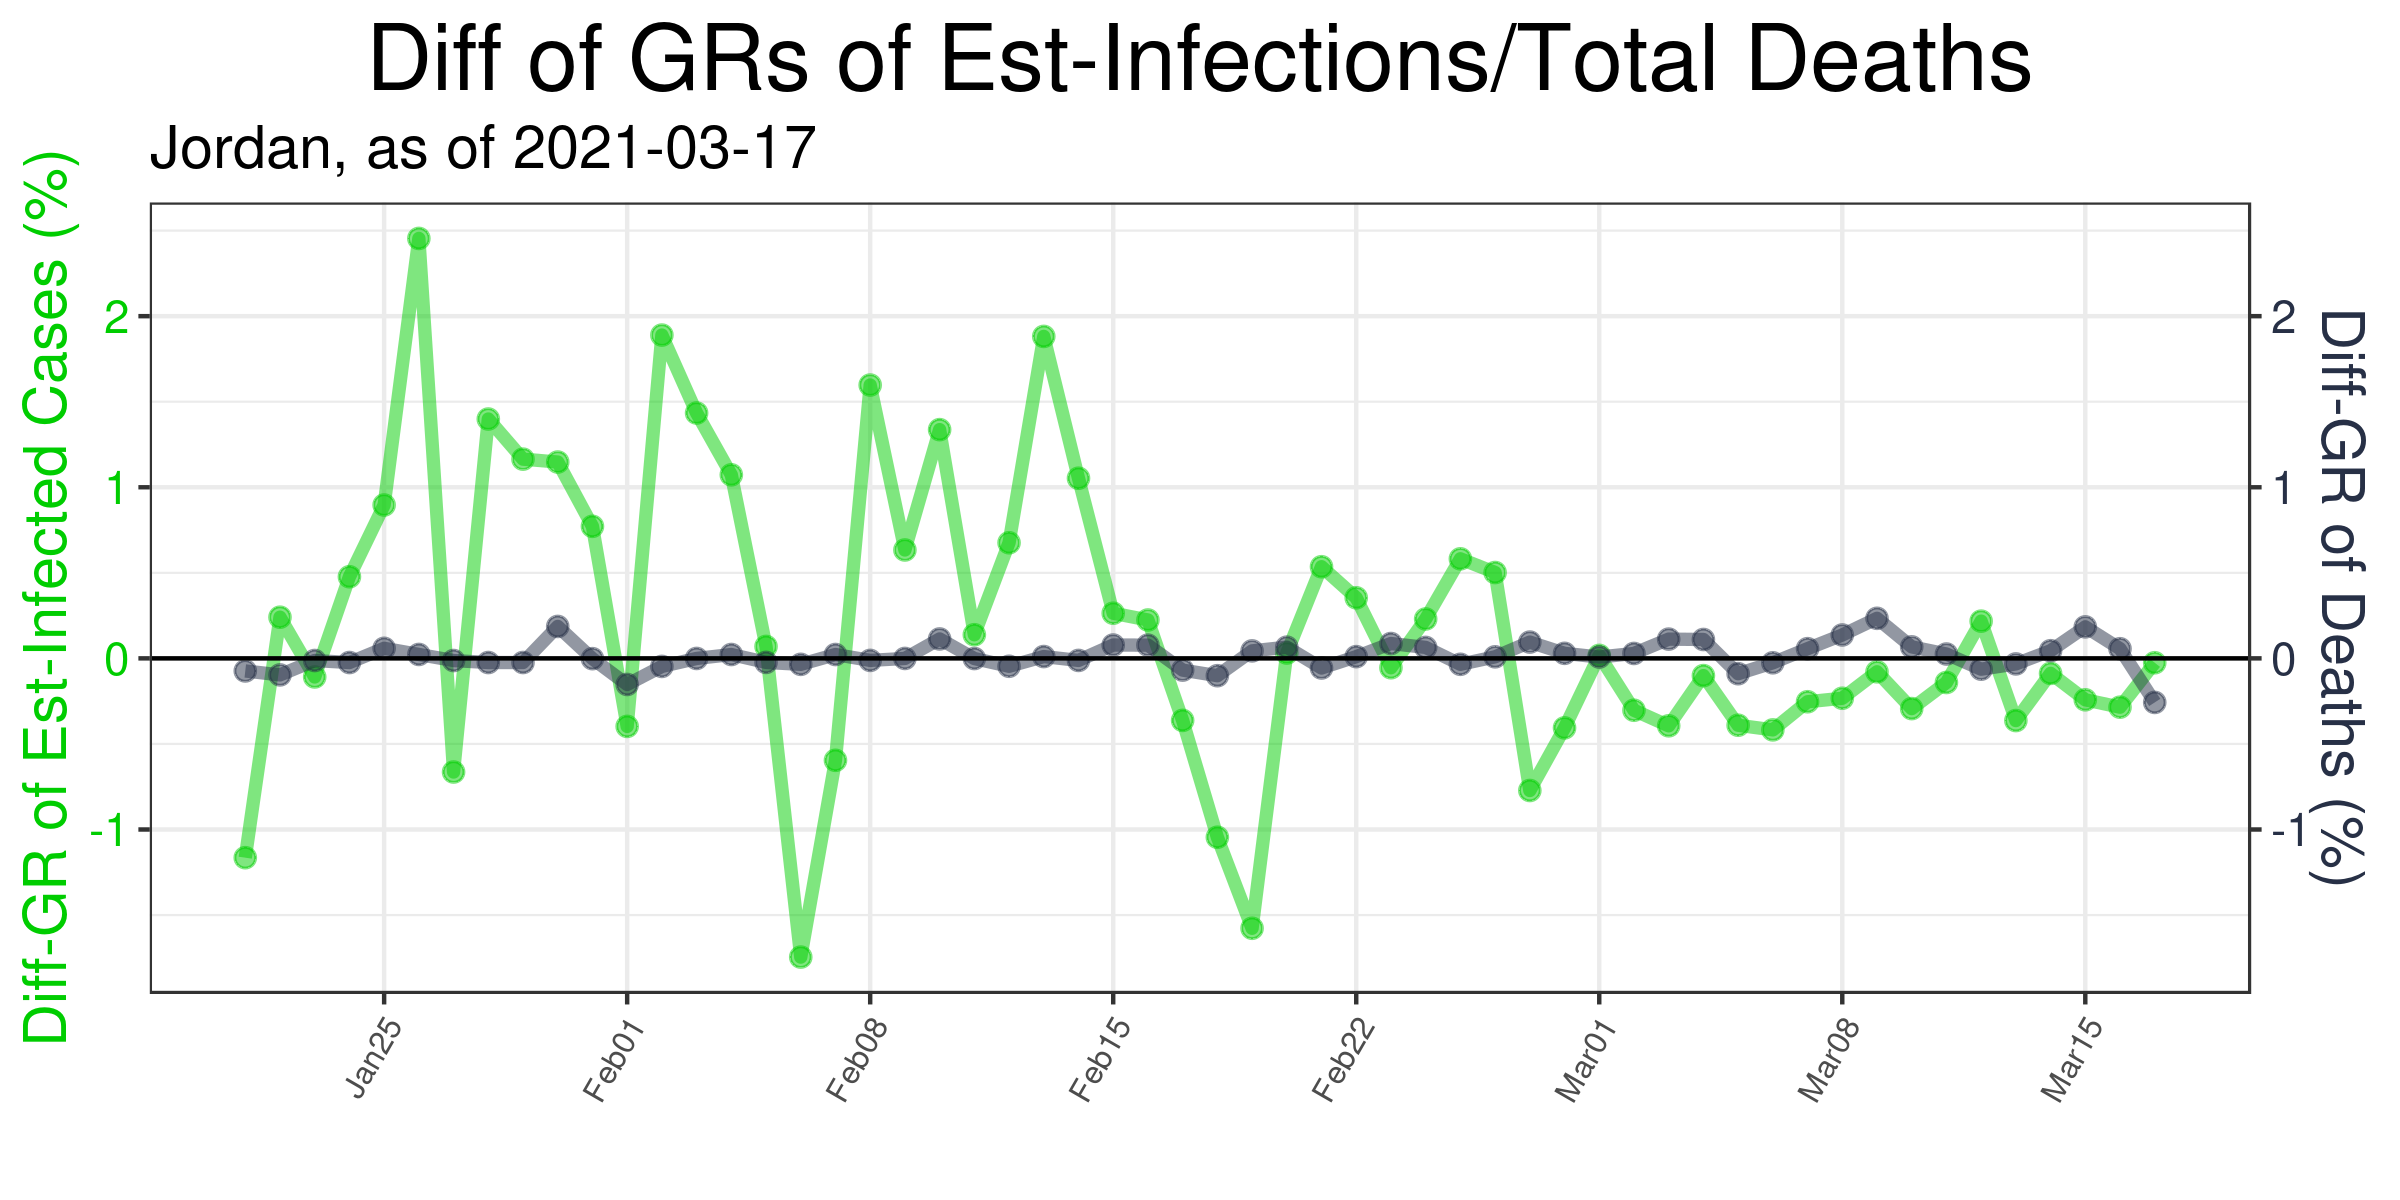 Diff of GRs of Est-Infections/Total Deaths
Jordan, as of 2021-03-17
Diff-GR of Est-Infected Cases (%)
2
1
0
-1
2
1
0
-1
Diff-GR of Deaths (%)
Jan25
Feb01
Feb08
Feb15
Feb22
Mar01
Mar08
Mar15